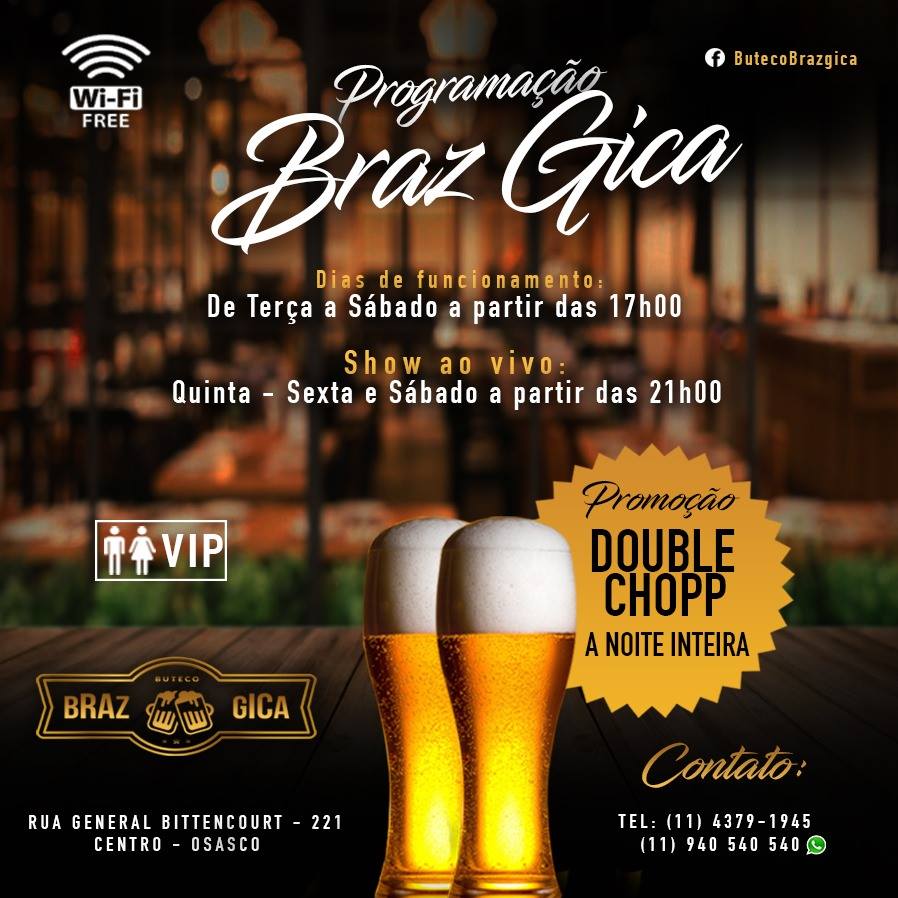 Wi-Fi
FREE
ButecoBrazgica
Programação
Braz Gica
Dias de funcionamento:
De Terça a Sábado a partir das 17h00
Show ao vivo:
Quinta - Sexta e Sábado a partir das 21h00
Promoção
DOUBLE
CHOPP
A NOITE INTEIRA
VIP
BUTECO
BRAZ GICA
Contato:
RUA GENERAL BITTENCOURT - 221
CENTRO - OSASCO
TEL: (11) 4379-1945
(11) 940 540 540